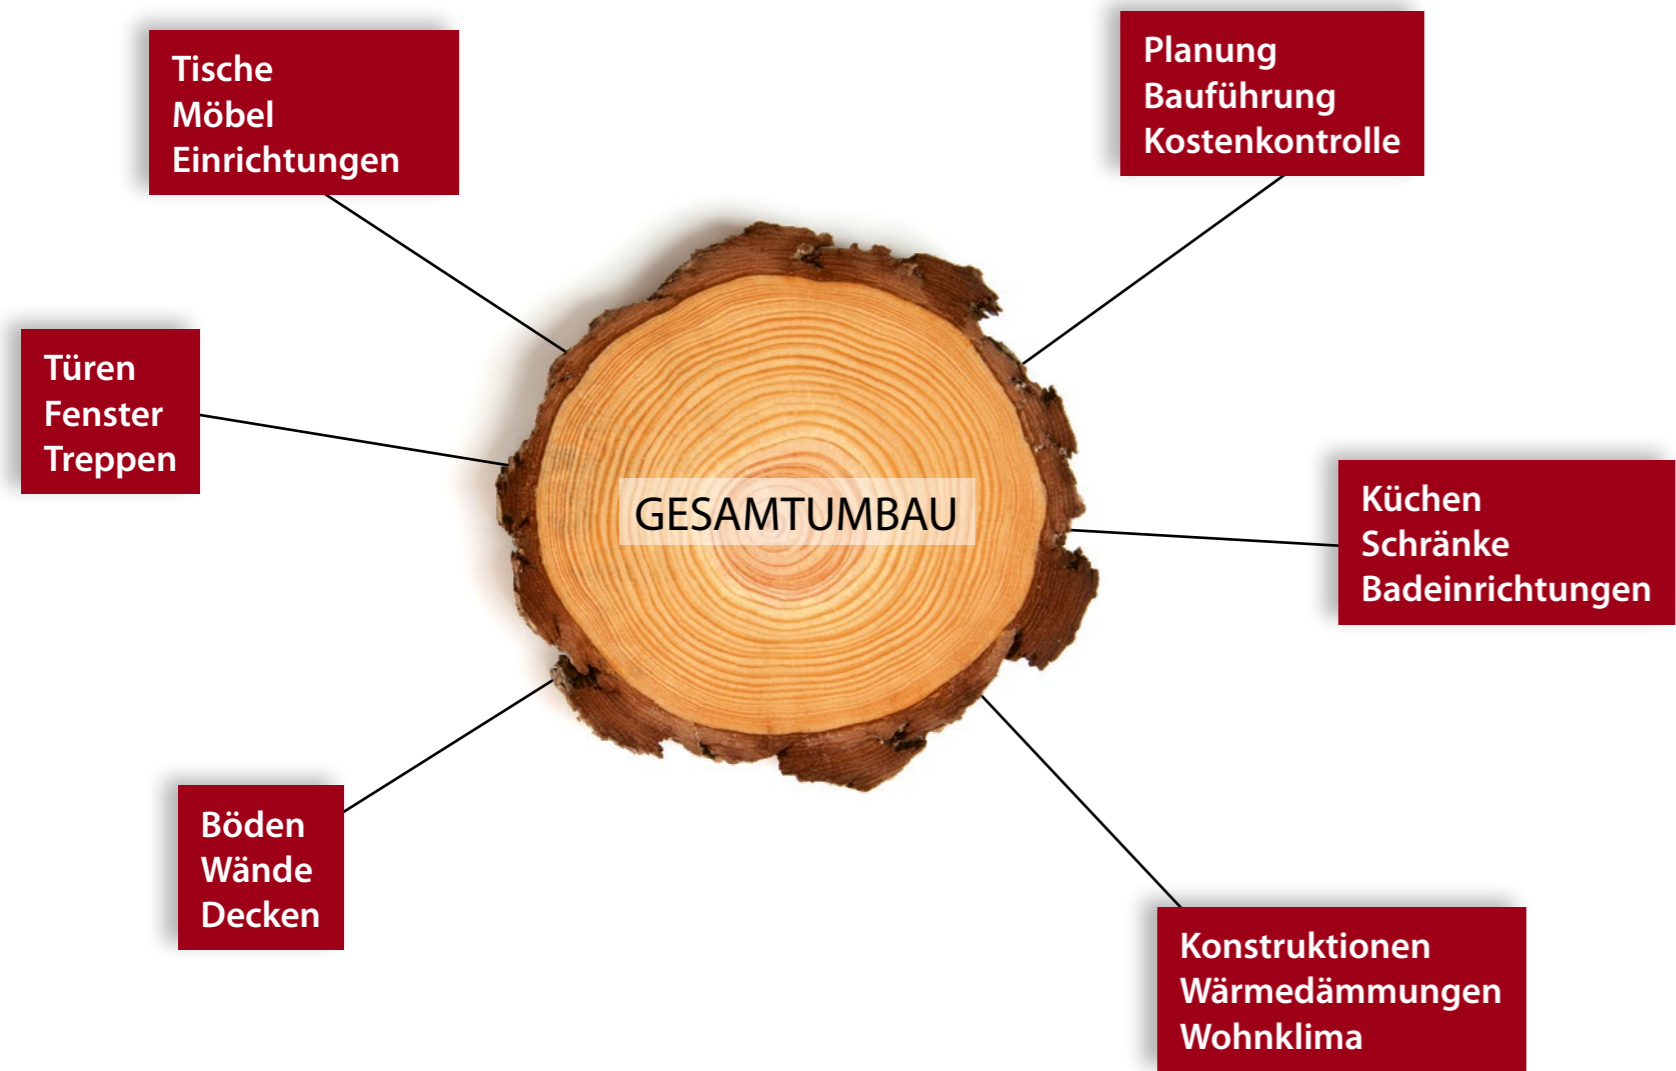 Tische
Möbel
Einrichtungen
Planung
Bauführung
Kostenkontrolle
Türen
Fenster
Treppen
GESAMTUMBAU
Küchen
Schränke
Badeinrichtungen
Böden
Wände
Decken
Konstruktionen
Wärmedämmungen
Wohnklima